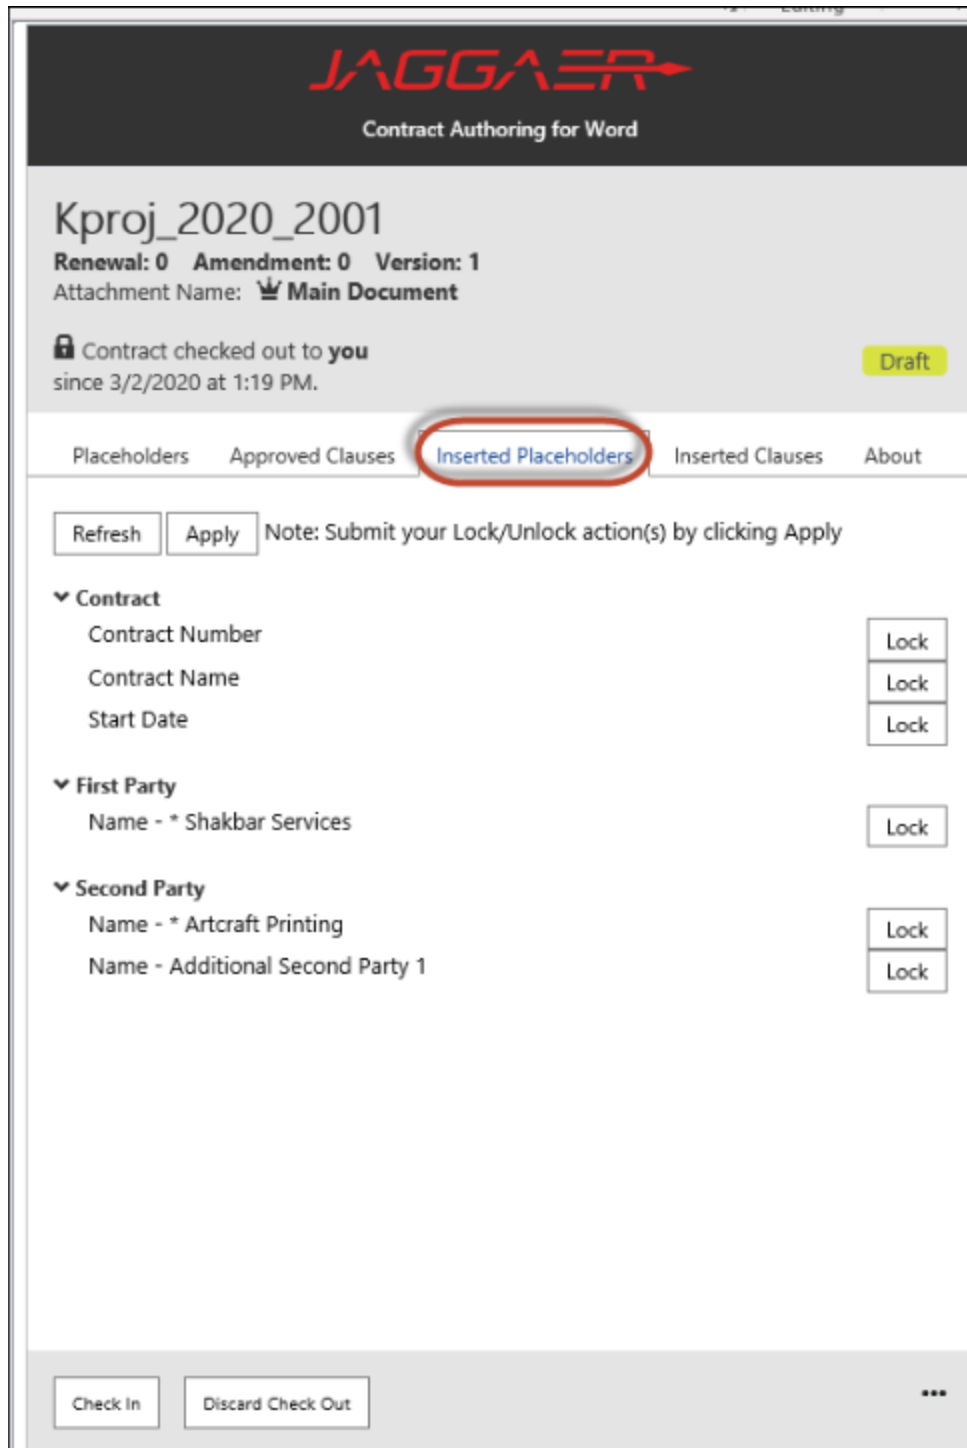 Editing
JAGGAER
Contract Authoring for Word
Kproj_2020_2001
Renewal: 0 Amendment: 0 Version: 1
Attachment Name: Main Document
Contract checked out to you
since 3/2/2020 at 1:19 PM.
Draft
Placeholders Approved Clauses Inserted Placeholders Inserted Clauses About
Refresh Apply Note: Submit your Lock/Unlock action(s) by clicking Apply
Contract
Contract Number Lock
Contract Name Lock
Start Date Lock
First Party
Name - * Shakbar Services Lock
Second Party
Name - * Artcraft Printing Lock
Name - Additional Second Party 1 Lock
Check In Discard Check Out •••